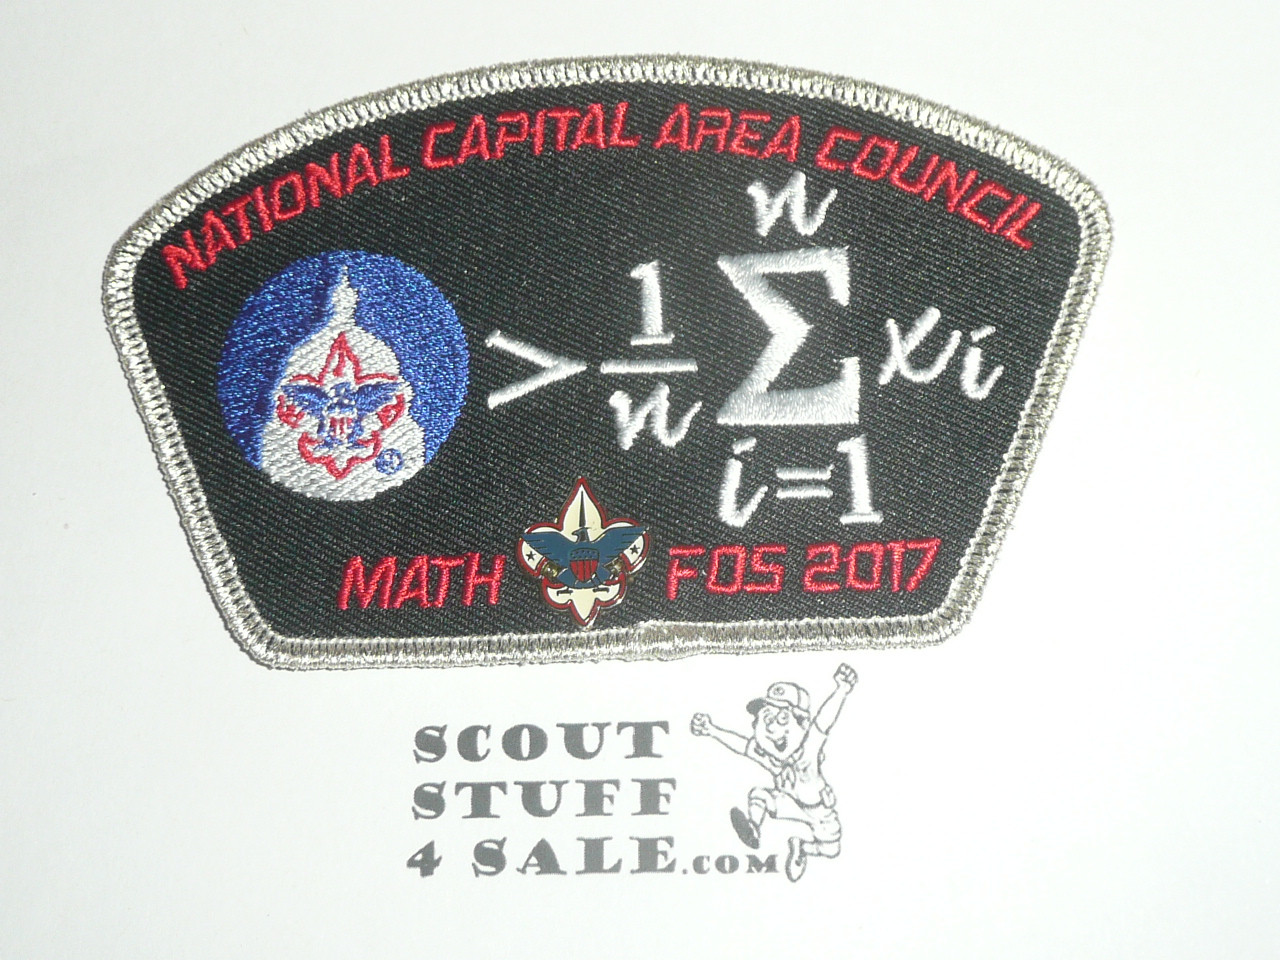 NATIONAL CAPITAL AREA COUNCIL
> 1/n n Σ i=1 xi
MATH FOS 2017
SCOUT
STUFF
4 SALE.COM